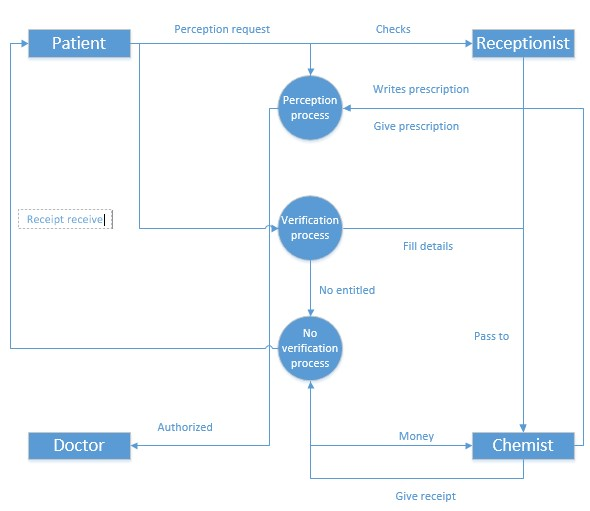 Perception request
Checks
Patient
Receptionist
Writes prescription
Perception
process
Give prescription
Receipt receive
Verification
process
Fill details
No entitled
No
verification
process
Pass to
Authorized
Money
Doctor
Chemist
Give receipt